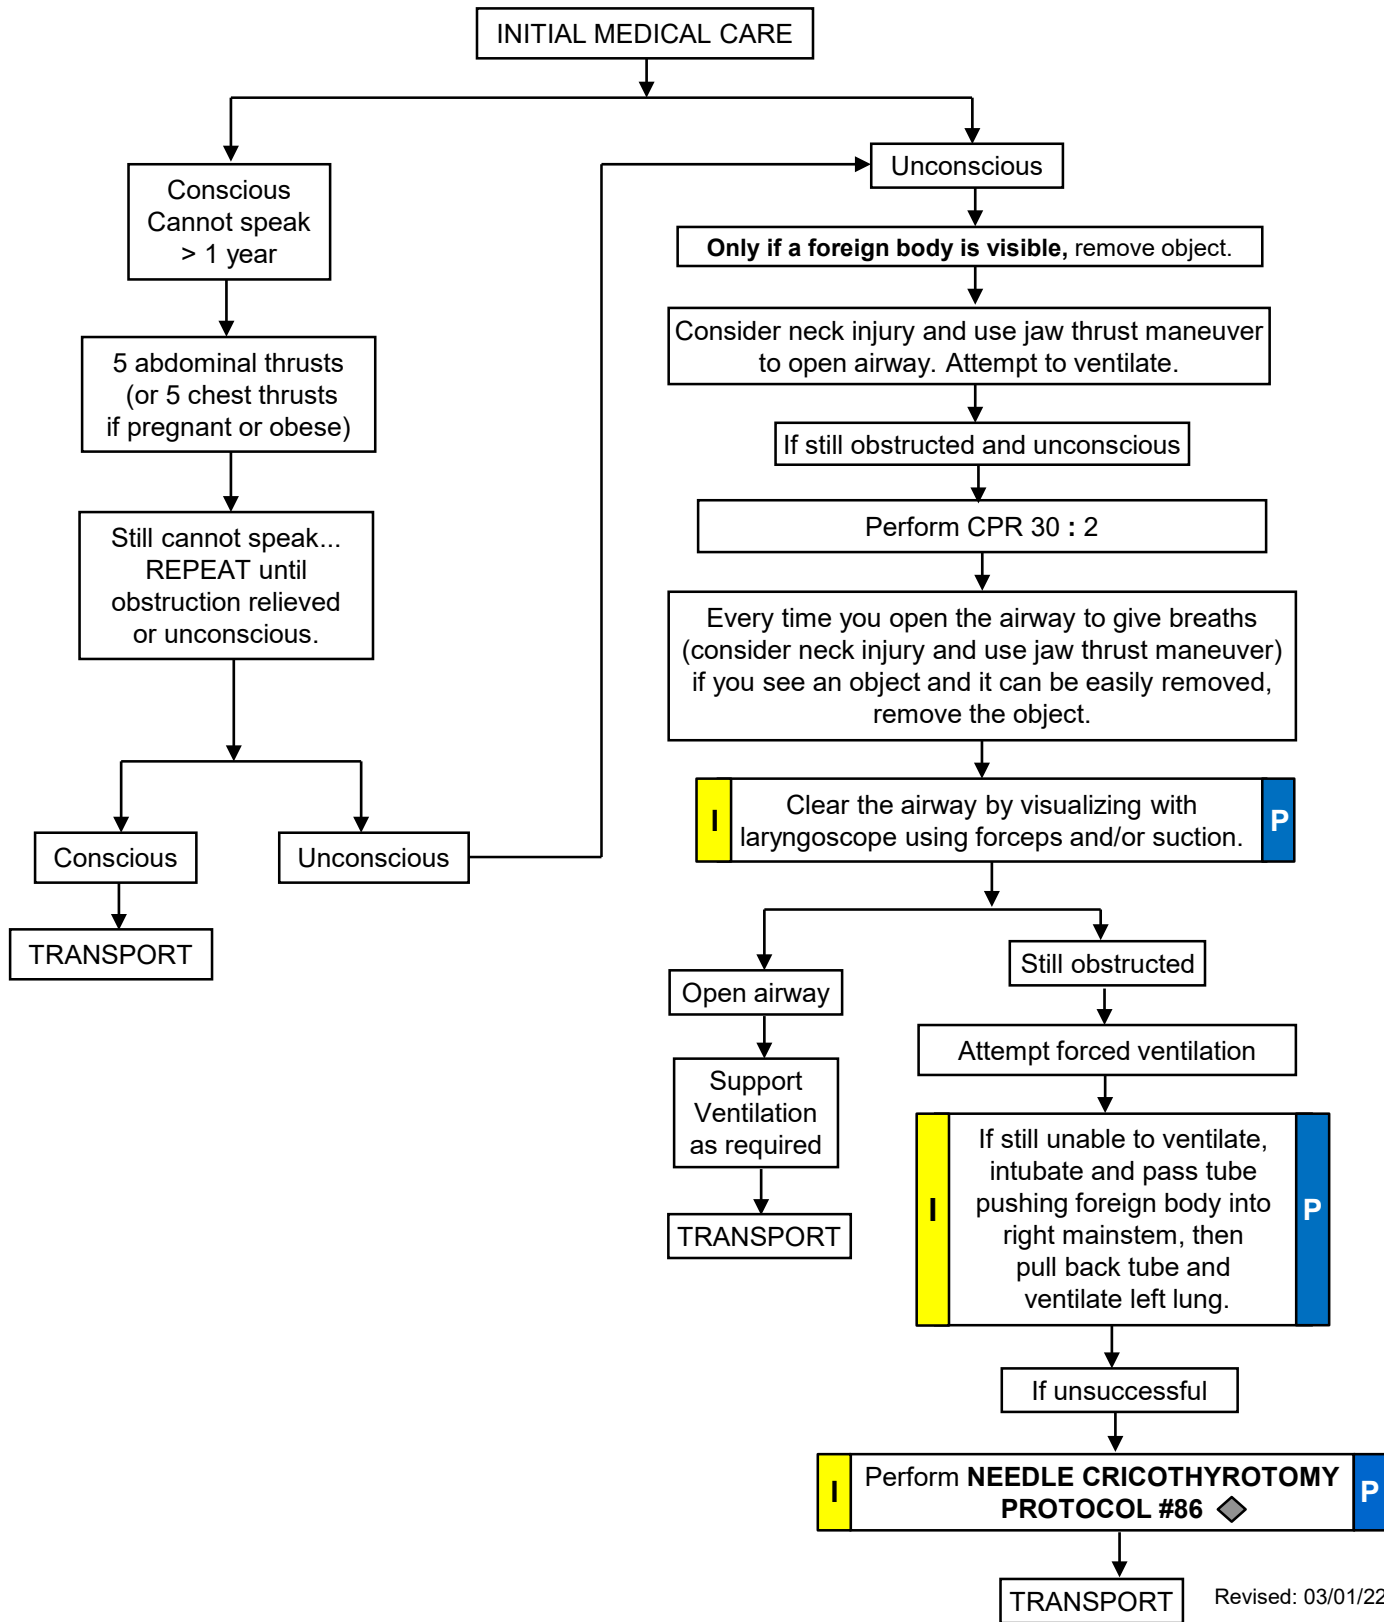 INITIAL MEDICAL CARE
Conscious
Cannot speak
> 1 year
5 abdominal thrusts
(or 5 chest thrusts
if pregnant or obese)
Still cannot speak...
REPEAT until
obstruction relieved
or unconscious.
Conscious
Unconscious
TRANSPORT
Unconscious
Only if a foreign body is visible, remove object.
Consider neck injury and use jaw thrust maneuver
to open airway. Attempt to ventilate.
If still obstructed and unconscious
Perform CPR 30 : 2
Every time you open the airway to give breaths
(consider neck injury and use jaw thrust maneuver)
if you see an object and it can be easily removed,
remove the object.
I
Clear the airway by visualizing with
laryngoscope using forceps and/or suction.
P
Open airway
Support
Ventilation
as required
TRANSPORT
Still obstructed
Attempt forced ventilation
I
If still unable to ventilate,
intubate and pass tube
pushing foreign body into
right mainstem, then
pull back tube and
ventilate left lung.
P
If unsuccessful
I
Perform NEEDLE CRICOTHYROTOMY
PROTOCOL #86
P
TRANSPORT
Revised: 03/01/22